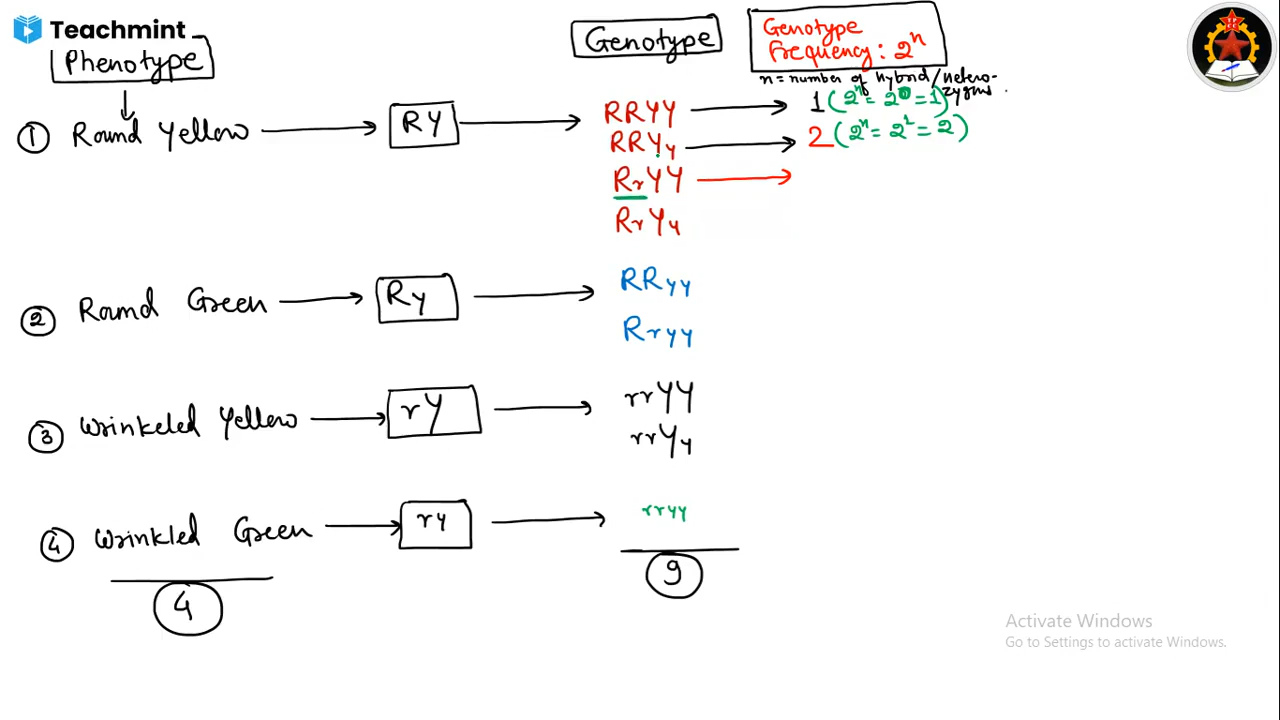 Teachmint
Phenotype
Genotype
Genotype
Frequency: 2ⁿ
n = number of hybrid/hetero-
zygous.
① Round Yellow → RY → RRYY → 1 (2ⁿ = 2⁰ = 1)
RRYy → 2 (2ⁿ = 2¹ = 2)
RrYY →
RrYy
② Round Green → Ry → RRyy
Rryy
③ Wrinkeled Yellow → rY → rrYY
rrYy
④ Wrinkled Green → ry → rryy
4
9
Activate Windows
Go to Settings to activate Windows.